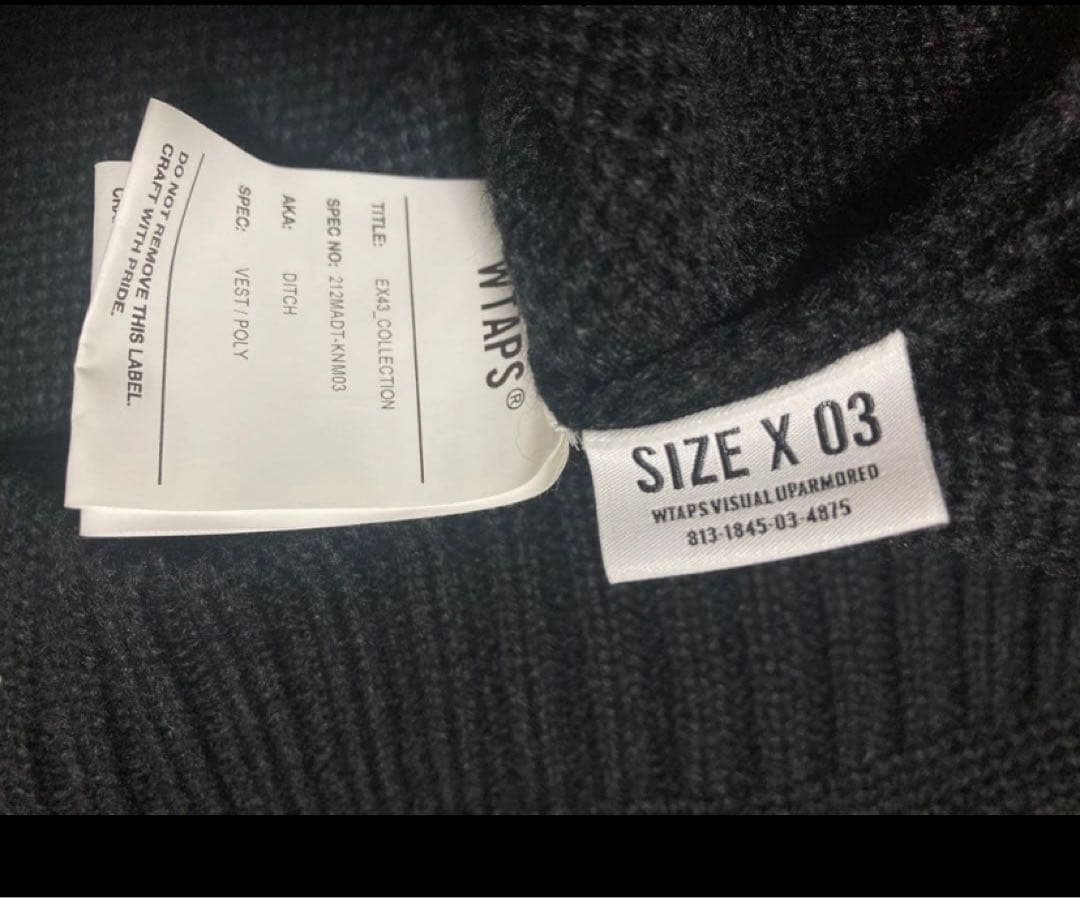 WTAPS®
TITLE: EX43_COLLECTION
SPEC NO: 212MADT-KNM03
AKA: DITCH
SPEC: VEST / POLY
DO NOT REMOVE THIS LABEL.
CRAFT WITH PRIDE.
SIZE X 03
WTAPS VISUAL UPARMORED
813-1845-03-4875